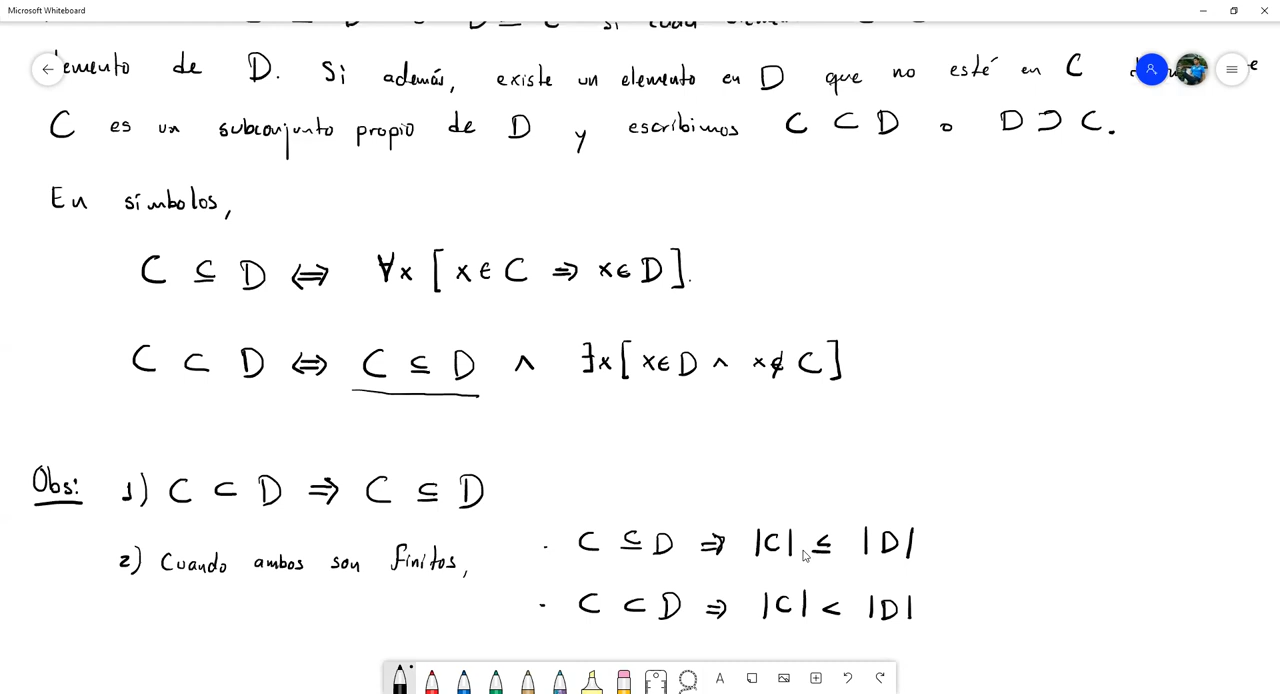 Microsoft Whiteboard
elemento de D. Si además, existe un elemento en D que no esté en C
C es un subconjunto propio de D y escribimos C ⊂ D o D ⊃ C.
En símbolos,
C ⊆ D ⇔ ∀x [x ∈ C ⇒ x ∈ D].
C ⊂ D ⇔ C ⊆ D ∧ ∃x [x ∈ D ∧ x ∉ C]
Obs: 1) C ⊂ D ⇒ C ⊆ D
2) Cuando ambos son finitos,
· C ⊆ D ⇒ |C| ≤ |D|
· C ⊂ D ⇒ |C| < |D|